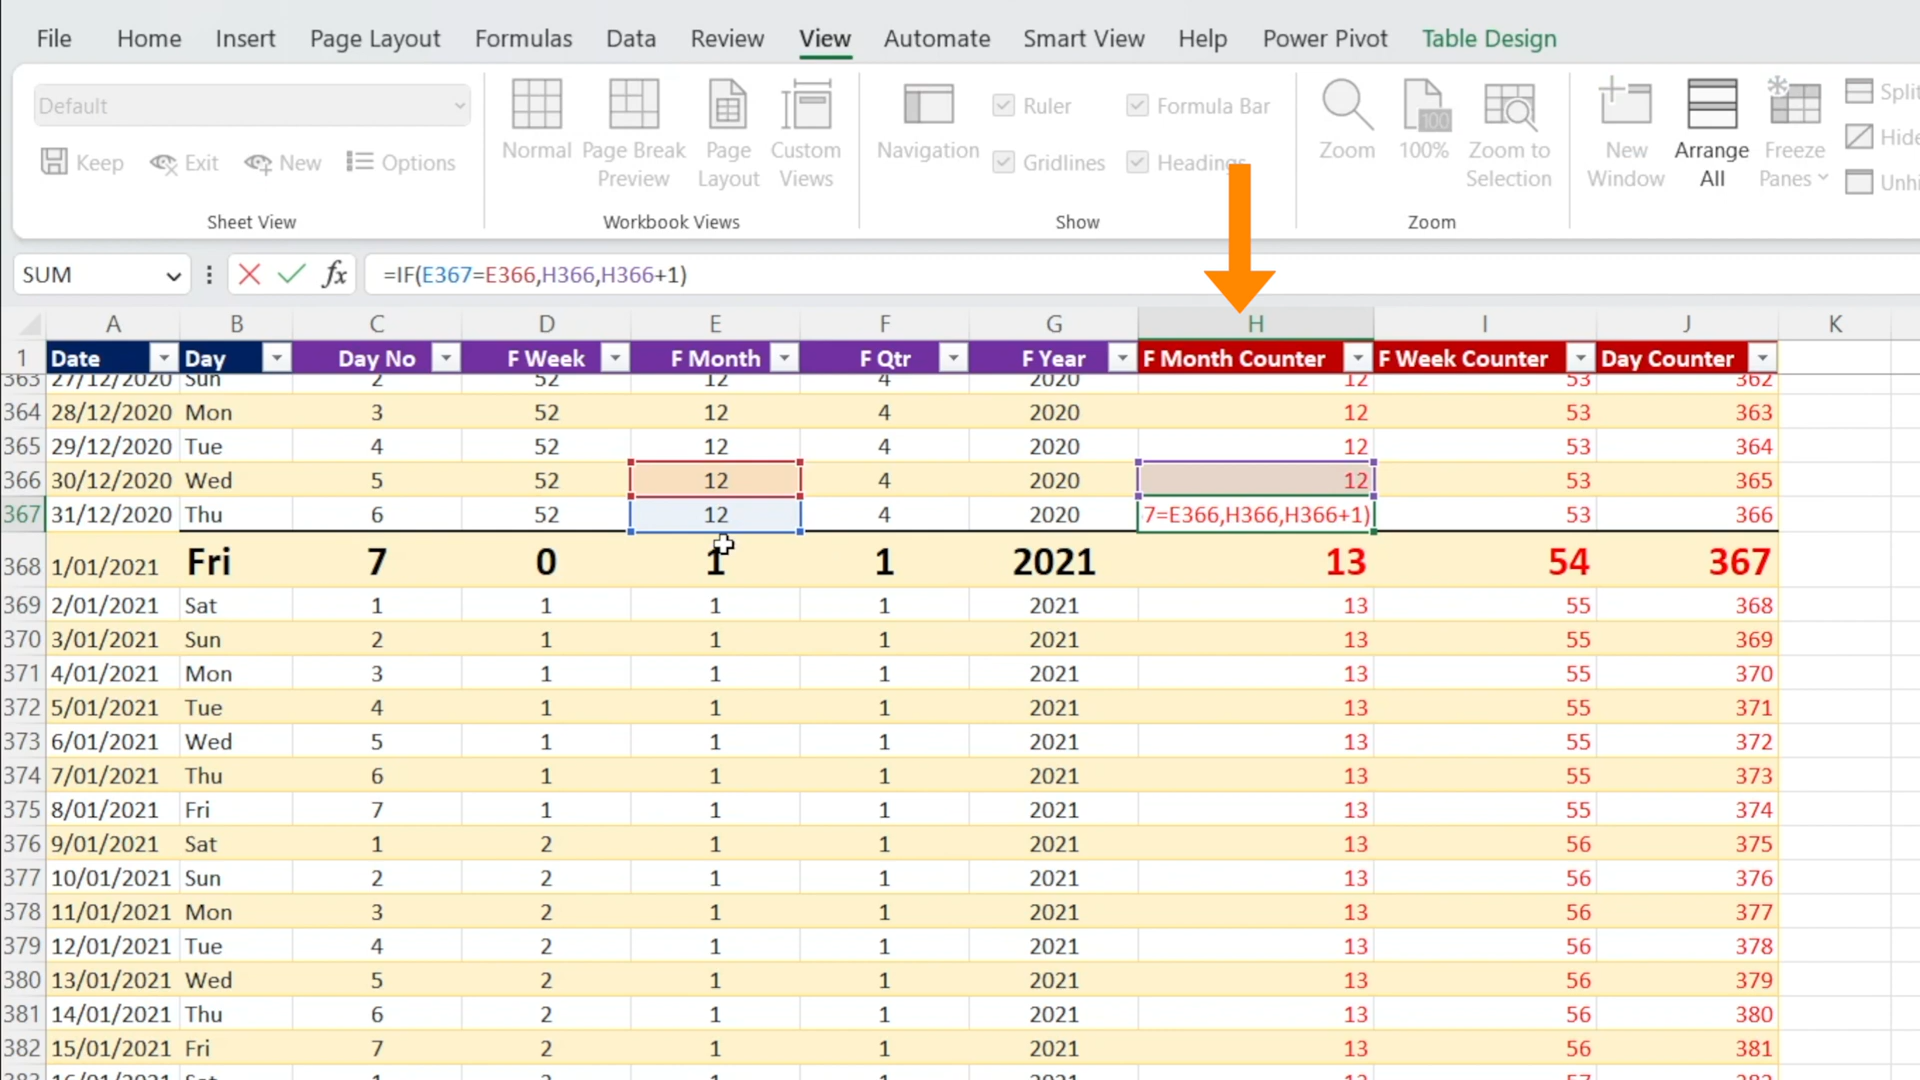 File Home Insert Page Layout Formulas Data Review View Automate Smart View Help Power Pivot Table Design
Default
Keep Exit New Options
Sheet View
Normal Page Break Preview Page Layout Custom Views
Workbook Views
Navigation Ruler Formula Bar
Gridlines Headings
Show
Zoom 100 100% Zoom to Selection
Zoom
New Window Arrange All Freeze Panes
Split
SUM fx =IF(E367=E366,H366,H366+1)
A B C D E F G H I J K
1 Date Day Day No F Week F Month F Qtr F Year F Month Counter F Week Counter Day Counter
363 27/12/2020 Sun 2 52 12 4 2020 12 53 362
364 28/12/2020 Mon 3 52 12 4 2020 12 53 363
365 29/12/2020 Tue 4 52 12 4 2020 12 53 364
366 30/12/2020 Wed 5 52 12 4 2020 12 53 365
367 31/12/2020 Thu 6 52 12 4 2020 7=E366,H366,H366+1) 53 366
368 1/01/2021 Fri 7 0 1 1 2021 13 54 367
369 2/01/2021 Sat 1 1 1 1 2021 13 55 368
370 3/01/2021 Sun 2 1 1 1 2021 13 55 369
371 4/01/2021 Mon 3 1 1 1 2021 13 55 370
372 5/01/2021 Tue 4 1 1 1 2021 13 55 371
373 6/01/2021 Wed 5 1 1 1 2021 13 55 372
374 7/01/2021 Thu 6 1 1 1 2021 13 55 373
375 8/01/2021 Fri 7 1 1 1 2021 13 55 374
376 9/01/2021 Sat 1 2 1 1 2021 13 56 375
377 10/01/2021 Sun 2 2 1 1 2021 13 56 376
378 11/01/2021 Mon 3 2 1 1 2021 13 56 377
379 12/01/2021 Tue 4 2 1 1 2021 13 56 378
380 13/01/2021 Wed 5 2 1 1 2021 13 56 379
381 14/01/2021 Thu 6 2 1 1 2021 13 56 380
382 15/01/2021 Fri 7 2 1 1 2021 13 56 381